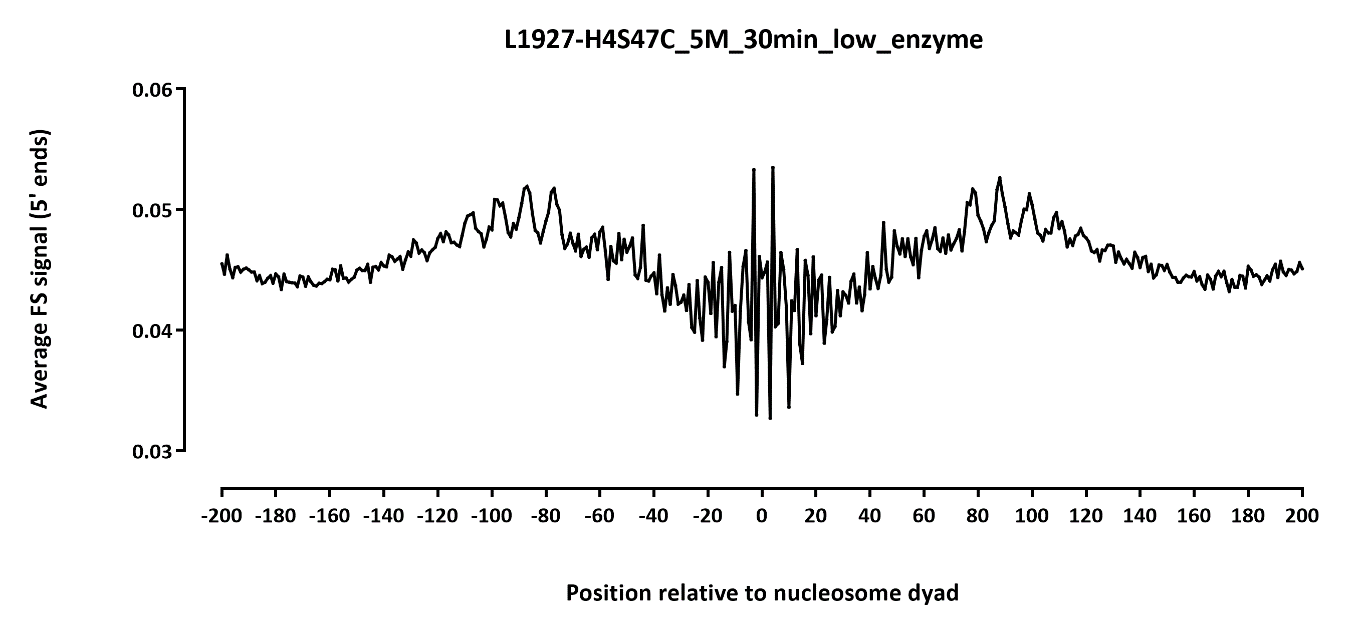 L1927-H4S47C_5M_30min_low_enzyme
Average FS signal (5' ends)
0.06
0.05
0.04
0.03
-200 -180 -160 -140 -120 -100 -80 -60 -40 -20 0 20 40 60 80 100 120 140 160 180 200
Position relative to nucleosome dyad